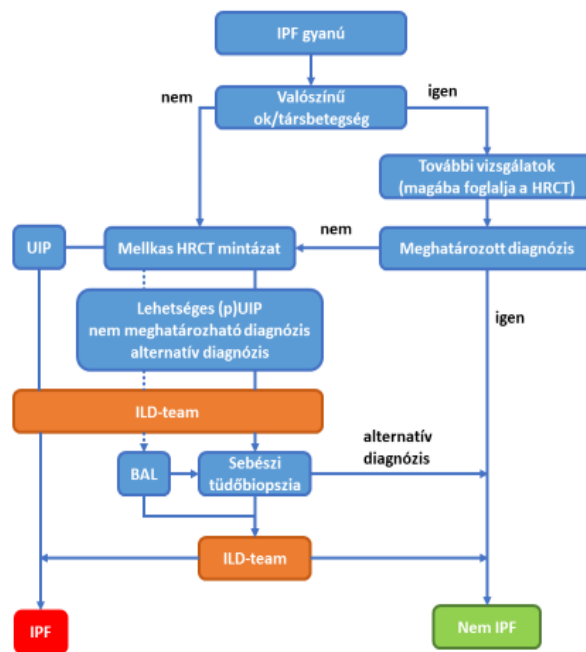 IPF gyanú
nem
igen
Valószínű
ok/társbetegség
További vizsgálatok
(magába foglalja a HRCT)
UIP
Mellkas HRCT mintázat
nem
Meghatározott diagnózis
Lehetséges (p)UIP
nem meghatározható diagnózis
alternatív diagnózis
igen
ILD-team
alternatív
diagnózis
BAL
Sebészi
tüdőbiopszia
ILD-team
IPF
Nem IPF